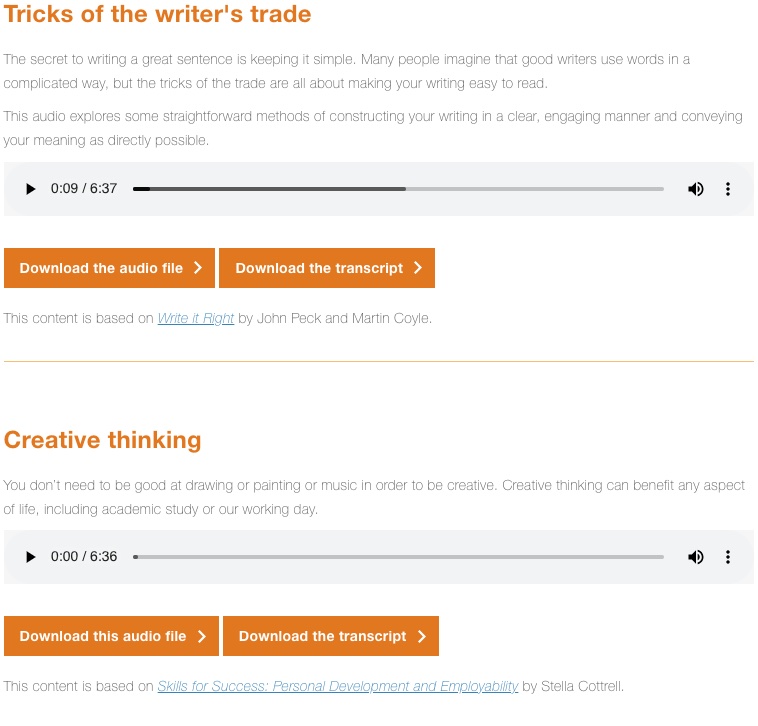 Tricks of the writer's trade
The secret to writing a great sentence is keeping it simple. Many people imagine that good writers use words in a
complicated way, but the tricks of the trade are all about making your writing easy to read.
This audio explores some straightforward methods of constructing your writing in a clear, engaging manner and conveying
your meaning as directly possible.
0:09 / 6:37
Download the audio file
Download the transcript
This content is based on Write it Right by John Peck and Martin Coyle.
Creative thinking
You don't need to be good at drawing or painting or music in order to be creative. Creative thinking can benefit any aspect
of life, including academic study or our working day.
0:00 / 6:36
Download this audio file
Download the transcript
This content is based on Skills for Success: Personal Development and Employability by Stella Cottrell.